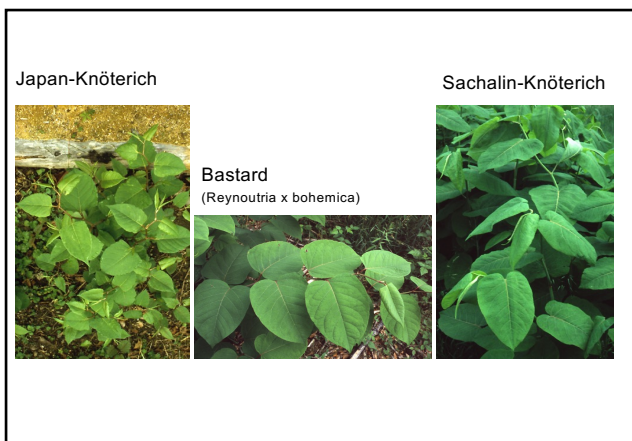 Japan-Knöterich
Sachalin-Knöterich
Bastard
(Reynoutria x bohemica)